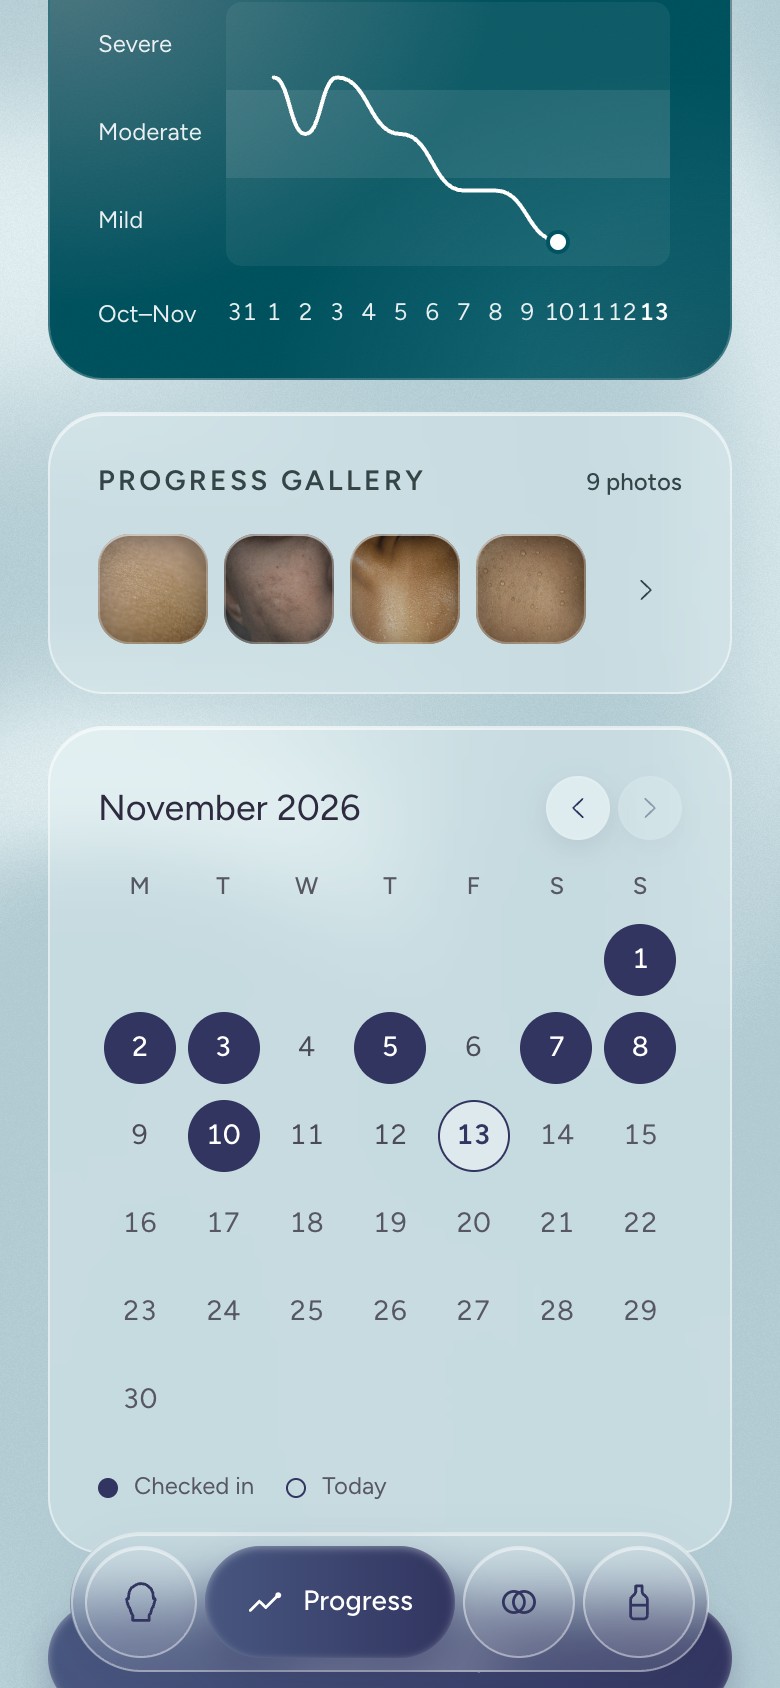 Severe
Moderate
Mild
Oct–Nov 31 1 2 3 4 5 6 7 8 9 10 11 12 13
PROGRESS GALLERY 9 photos
November 2026
M T W T F S S
1
2 3 4 5 6 7 8
9 10 11 12 13 14 15
16 17 18 19 20 21 22
23 24 25 26 27 28 29
30
Checked in Today
Progress